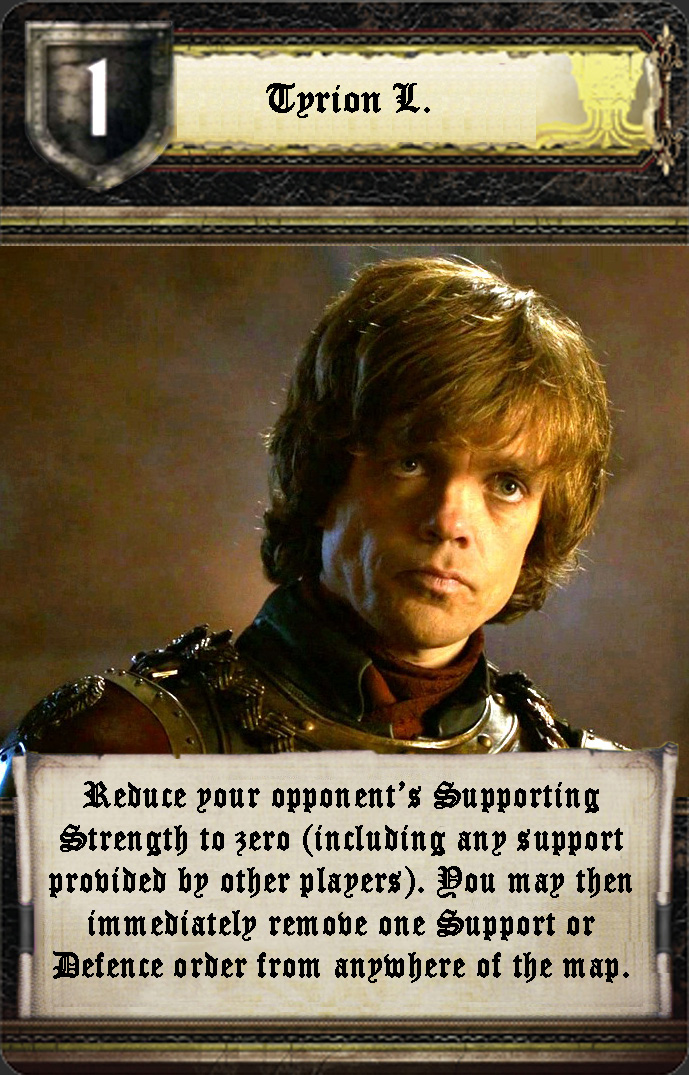 1
Tyrion L.
Reduce your opponent's Supporting
Strength to zero (including any support
provided by other players). You may then
immediately remove one Support or
Defence order from anywhere of the map.